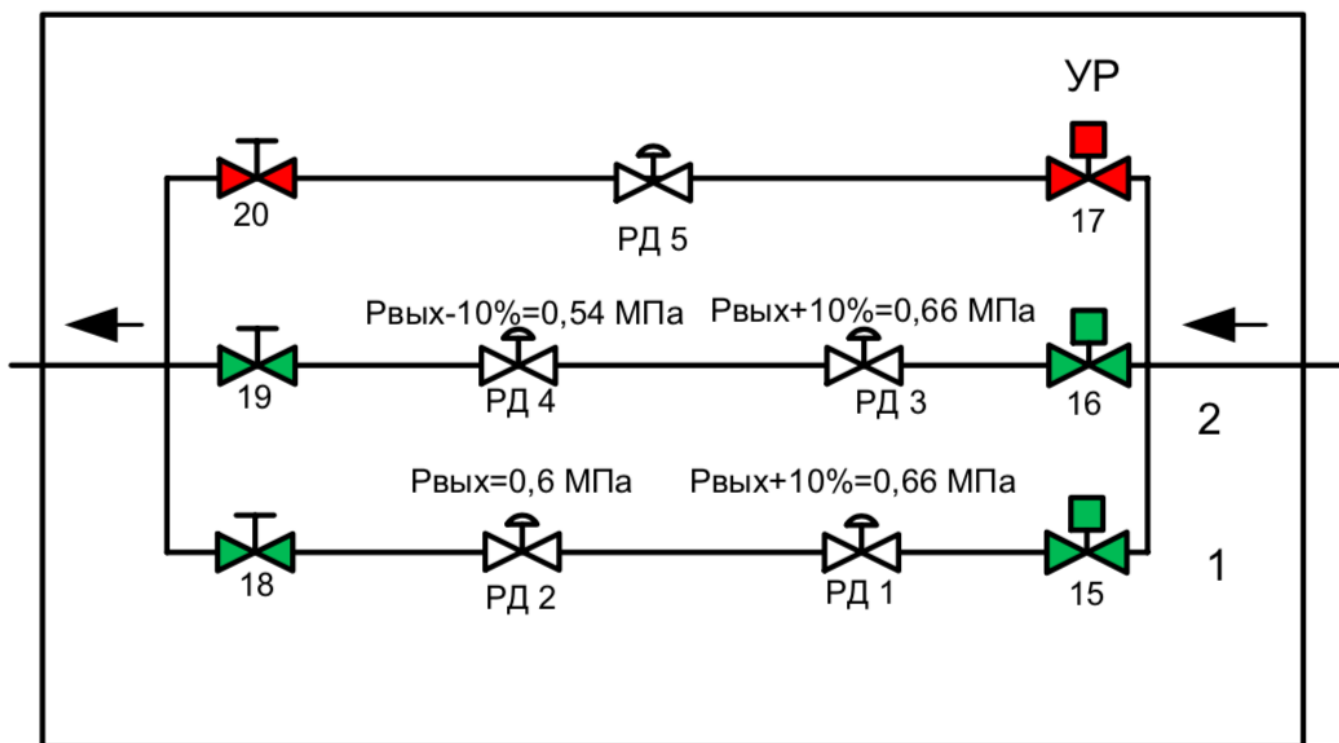 УР
20
РД 5
17
Рвых-10%=0,54 МПа
Рвых+10%=0,66 МПа
19
РД 4
РД 3
16
2
Рвых=0,6 МПа
Рвых+10%=0,66 МПа
18
РД 2
РД 1
15
1